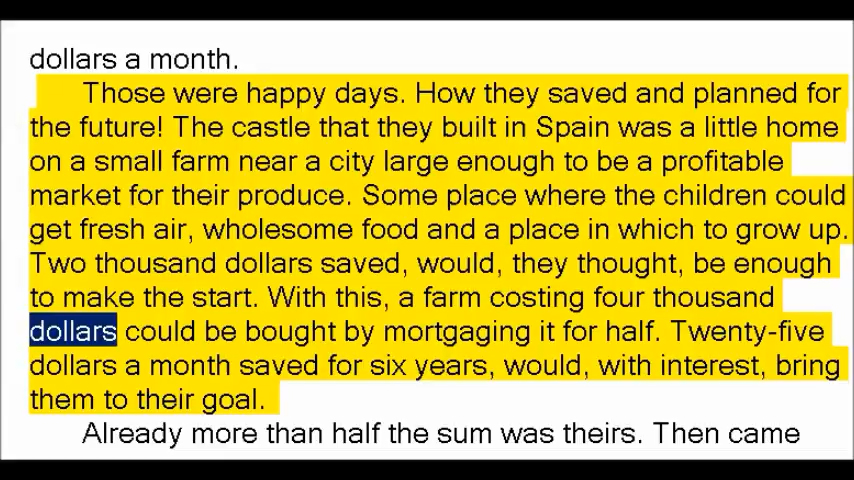 dollars a month.
Those were happy days. How they saved and planned for
the future! The castle that they built in Spain was a little home
on a small farm near a city large enough to be a profitable
market for their produce. Some place where the children could
get fresh air, wholesome food and a place in which to grow up.
Two thousand dollars saved, would, they thought, be enough
to make the start. With this, a farm costing four thousand
dollars could be bought by mortgaging it for half. Twenty-five
dollars a month saved for six years, would, with interest, bring
them to their goal.
Already more than half the sum was theirs. Then came